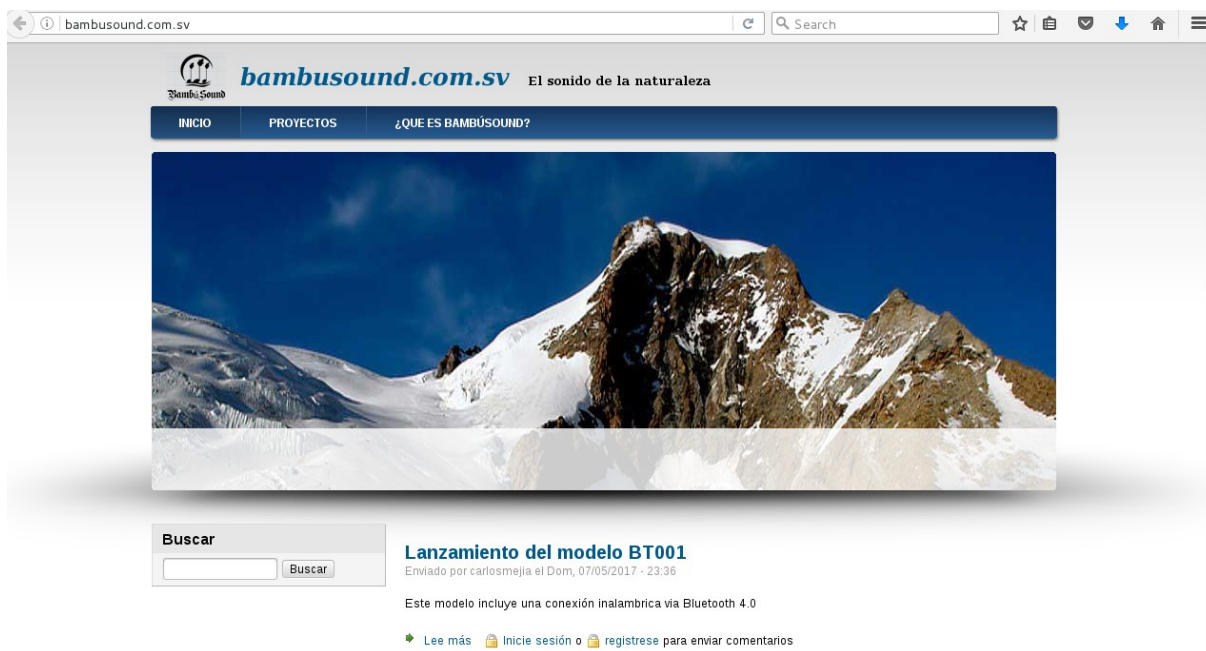 bambusound.com.sv
Search
BambúSound
bambusound.com.sv El sonido de la naturaleza
INICIO PROYECTOS ¿QUE ES BAMBÚSOUND?
Buscar
Buscar
Lanzamiento del modelo BT001
Enviado por carlosmejia el Dom, 07/05/2017 - 23:36
Este modelo incluye una conexión inalambrica via Bluetooth 4.0
Lee más Inicie sesión o registrese para enviar comentarios